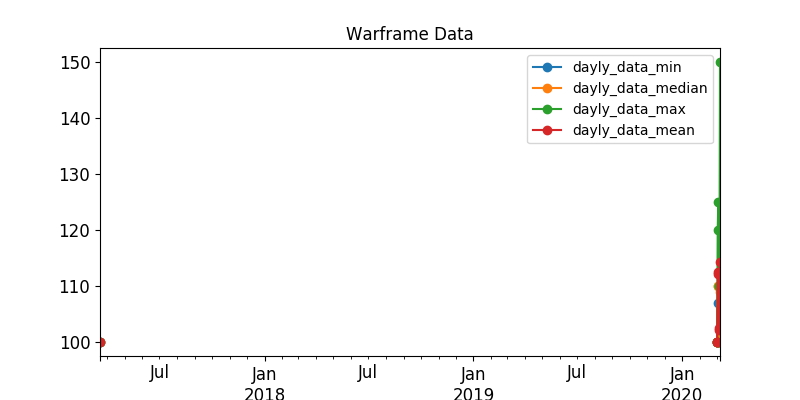 Warframe Data
dayly_data_min
dayly_data_median
dayly_data_max
dayly_data_mean
150
140
130
120
110
100
Jul Jan Jul Jan Jul Jan
2018 2019 2020